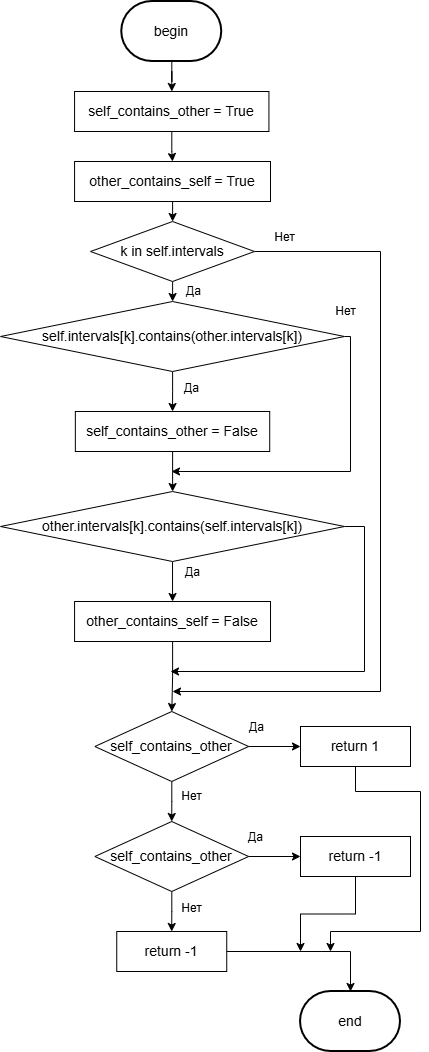 begin
self_contains_other = True
other_contains_self = True
k in self.intervals
Нет
Да
Нет
self.intervals[k].contains(other.intervals[k])
Да
self_contains_other = False
other.intervals[k].contains(self.intervals[k])
Да
other_contains_self = False
self_contains_other
Да
return 1
Нет
self_contains_other
Да
return -1
Нет
return -1
end